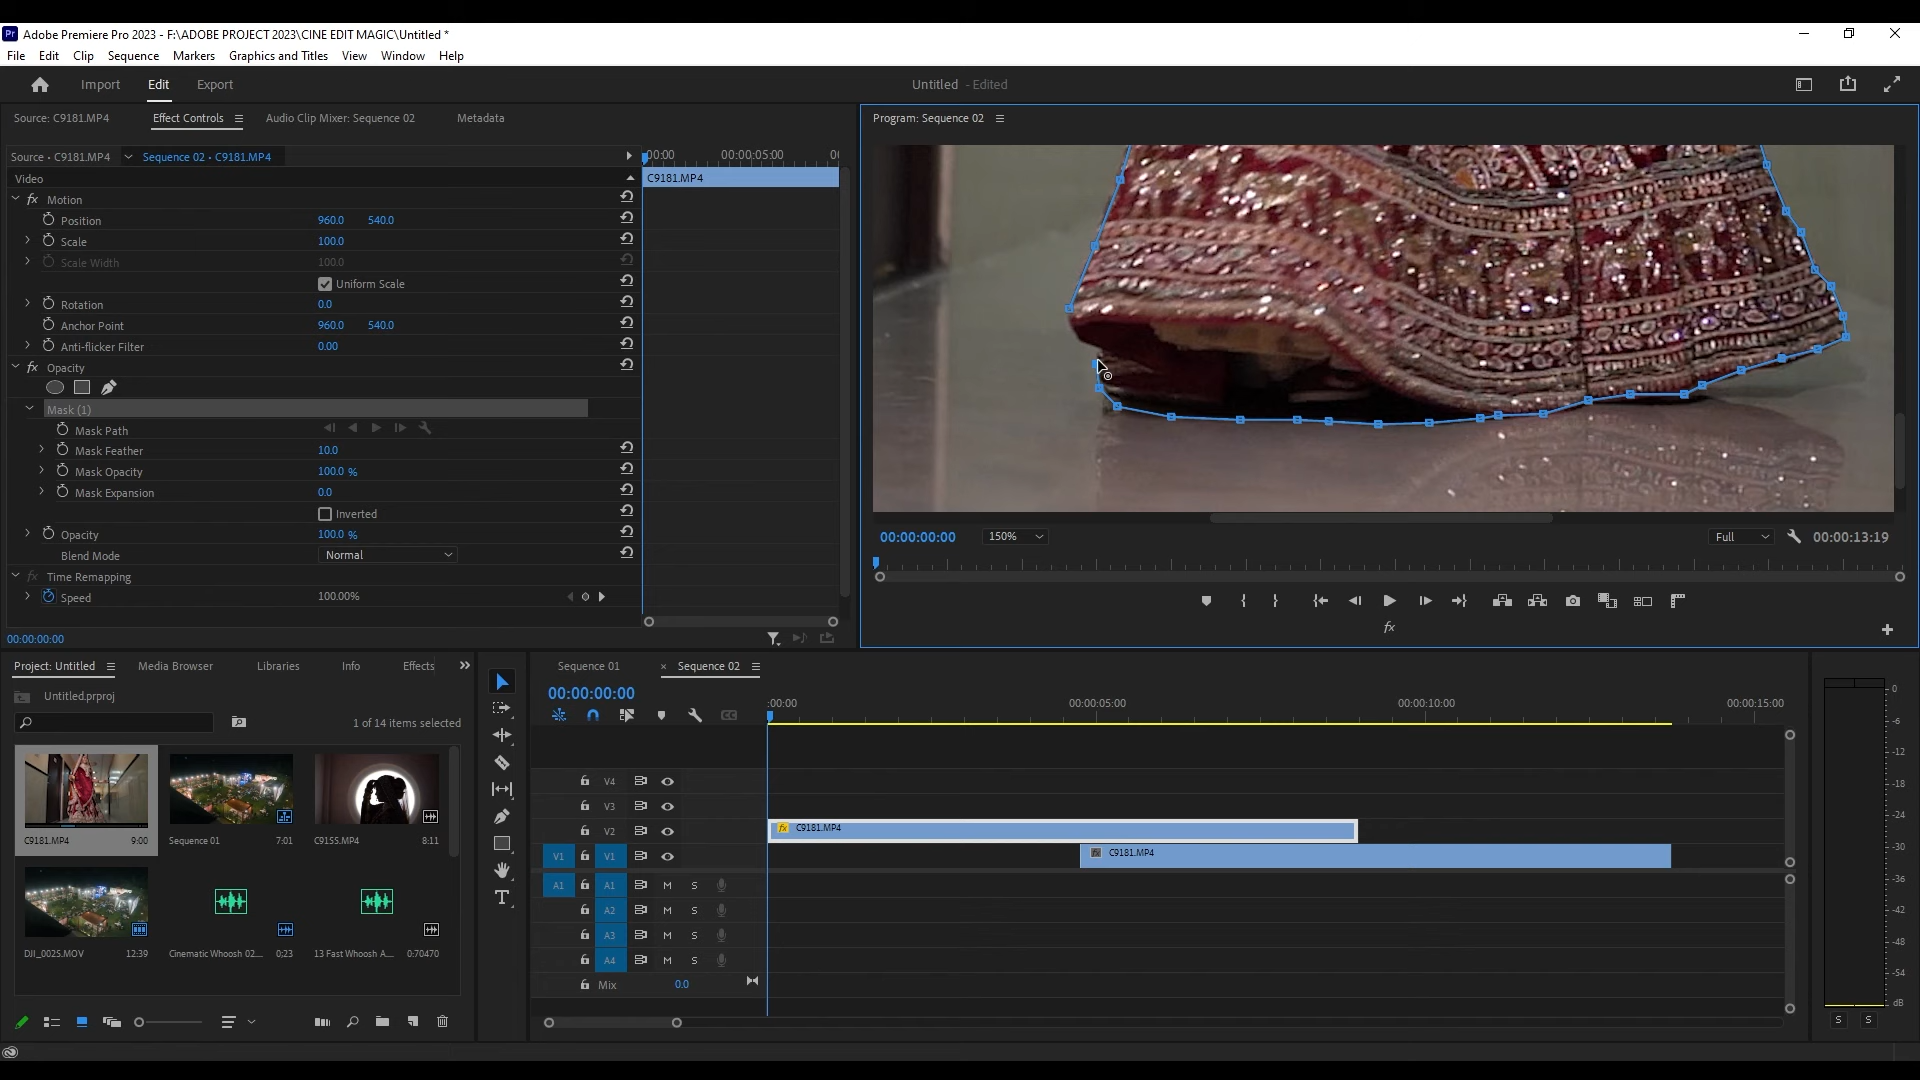 Pr Adobe Premiere Pro 2023 - F:\ADOBE PROJECT 2023\CINE EDIT MAGIC\Untitled *
File Edit Clip Sequence Markers Graphics and Titles View Window Help
Import Edit Export Untitled - Edited
Source: C9181.MP4 Effect Controls Audio Clip Mixer: Sequence 02 Metadata
Program: Sequence 02
Source • C9181.MP4 Sequence 02 • C9181.MP4 00:00 00:00:05:00
Video C9181.MP4
fx Motion
Position 960.0 540.0
Scale 100.0
Scale Width 100.0
Uniform Scale
Rotation 0.0
Anchor Point 960.0 540.0
Anti-flicker Filter 0.00
fx Opacity
Mask (1)
Mask Path
Mask Feather 10.0
Mask Opacity 100.0 %
Mask Expansion 0.0
Inverted
Opacity 100.0 %
Blend Mode Normal
fx Time Remapping
Speed 100.00%
00:00:00:00
00:00:00:00 150% Full 00:00:13:19
fx
Project: Untitled Media Browser Libraries Info Effects
Untitled.prproj
1 of 14 items selected
C9181.MP4 9:00 Sequence 01 7:01 C9155.MP4 8:11
DJI_0025.MOV 12:39 Cinematic Whoosh 02... 0;23 13 Fast Whoosh A... 0:70470
T
Sequence 01 × Sequence 02
00:00:00:00
:00:00 00:00:05:00 00:00:10:00 00:00:15:00
CC
V4
V3
V2 fx C9181.MP4
V1 V1 fx C9181.MP4
A1 A1 M S
A2 M S
A3 M S
A4 M S
Mix 0.0
0
-6
-12
-18
-24
-30
-36
-42
-48
-54
dB
S S